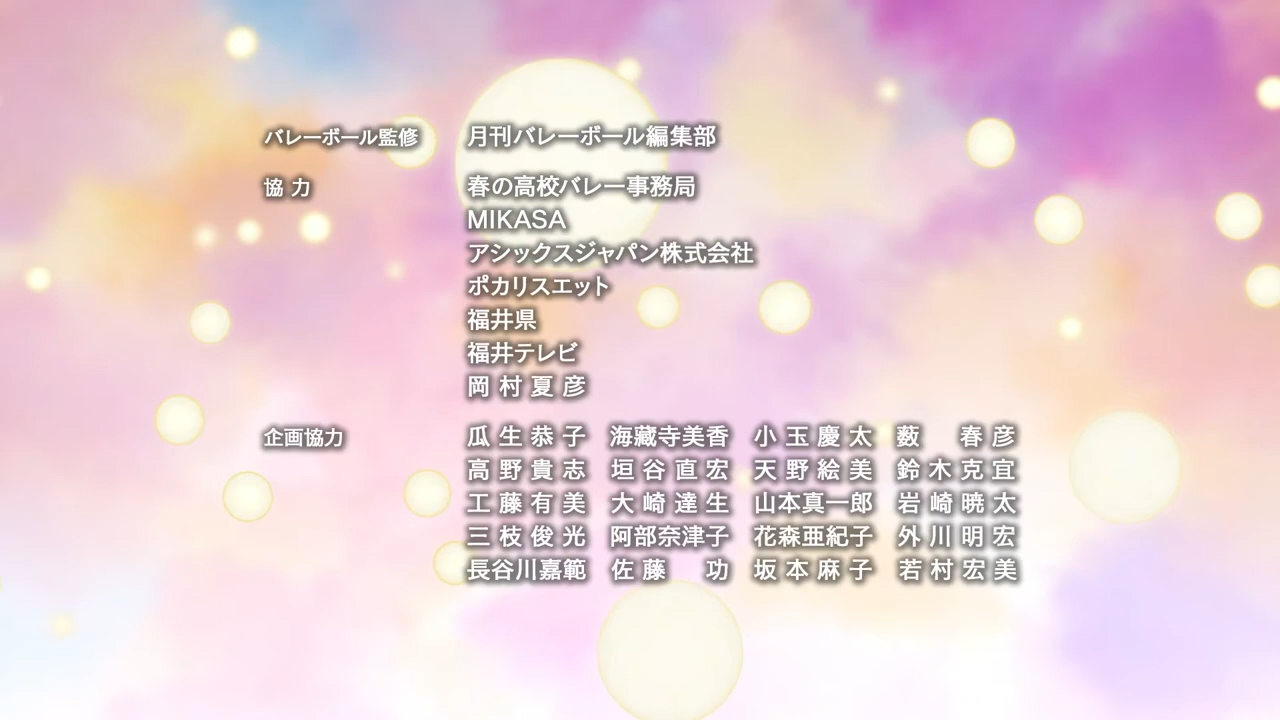 バレーボール監修 月刊バレーボール編集部
協力 春の高校バレー事務局
MIKASA
アシックスジャパン株式会社
ポカリスエット
福井県
福井テレビ
岡村夏彦
企画協力 瓜生恭子 海藏寺美香 小玉慶太 薮春彦
高野貴志 垣谷直宏 天野絵美 鈴木克宜
工藤有美 大崎達生 山本真一郎 岩崎暁太
三枝俊光 阿部奈津子 花森亜紀子 外川明宏
長谷川嘉範 佐藤功 坂本麻子 若村宏美